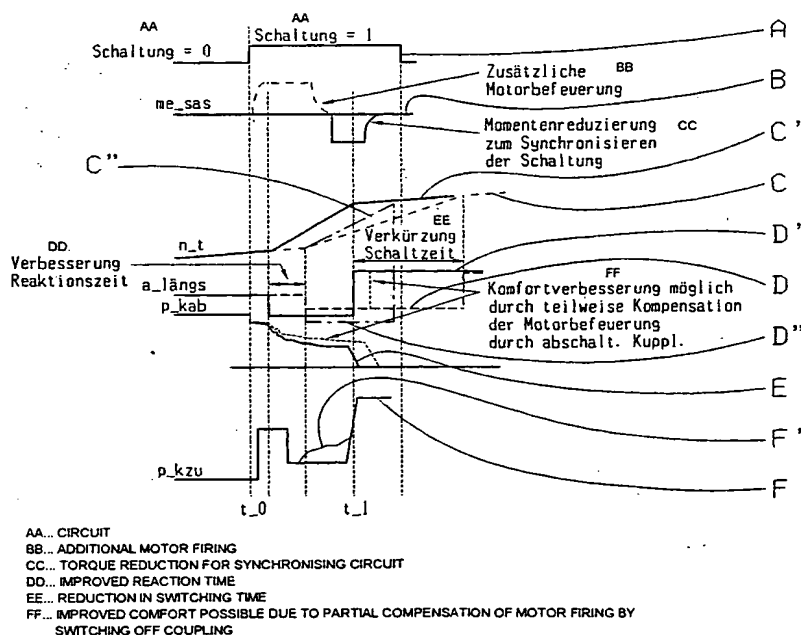 AA
AA
Schaltung = 0
Schaltung = 1
A
Zusätzliche BB
Motorbefeuerung
B
me_sas
Momentenreduzierung CC
zum Synchronisieren
der Schaltung
C'
C"
C
EE
Verkürzung
Schaltzeit
n_t
DD.
Verbesserung
Reaktionszeit
D'
FF
a_längs
Komfortverbesserung möglich
durch teilweise Kompensation
der Motorbefeuerung
durch abschalt. Kuppl.
D
p_kab
D"
E
F'
p_kzu
F
t_0
t_1
AA... CIRCUIT
BB... ADDITIONAL MOTOR FIRING
CC... TORQUE REDUCTION FOR SYNCHRONISING CIRCUIT
DD... IMPROVED REACTION TIME
EE... REDUCTION IN SWITCHING TIME
FF... IMPROVED COMFORT POSSIBLE DUE TO PARTIAL COMPENSATION OF MOTOR FIRING BY
SWITCHING OFF COUPLING